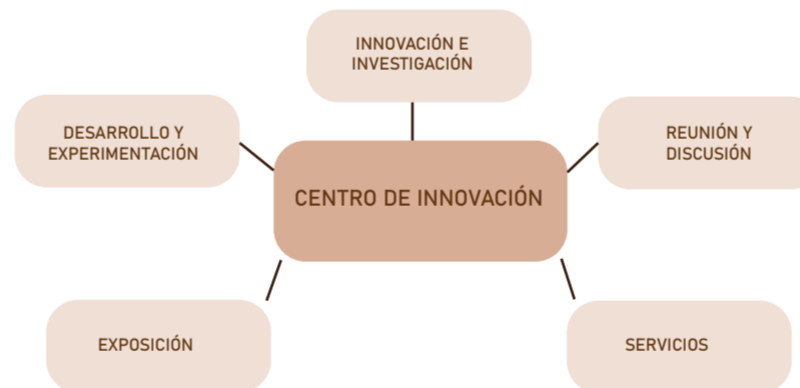 INNOVACIÓN E
INVESTIGACIÓN
DESARROLLO Y
EXPERIMENTACIÓN
REUNIÓN Y
DISCUSIÓN
CENTRO DE INNOVACIÓN
EXPOSICIÓN
SERVICIOS